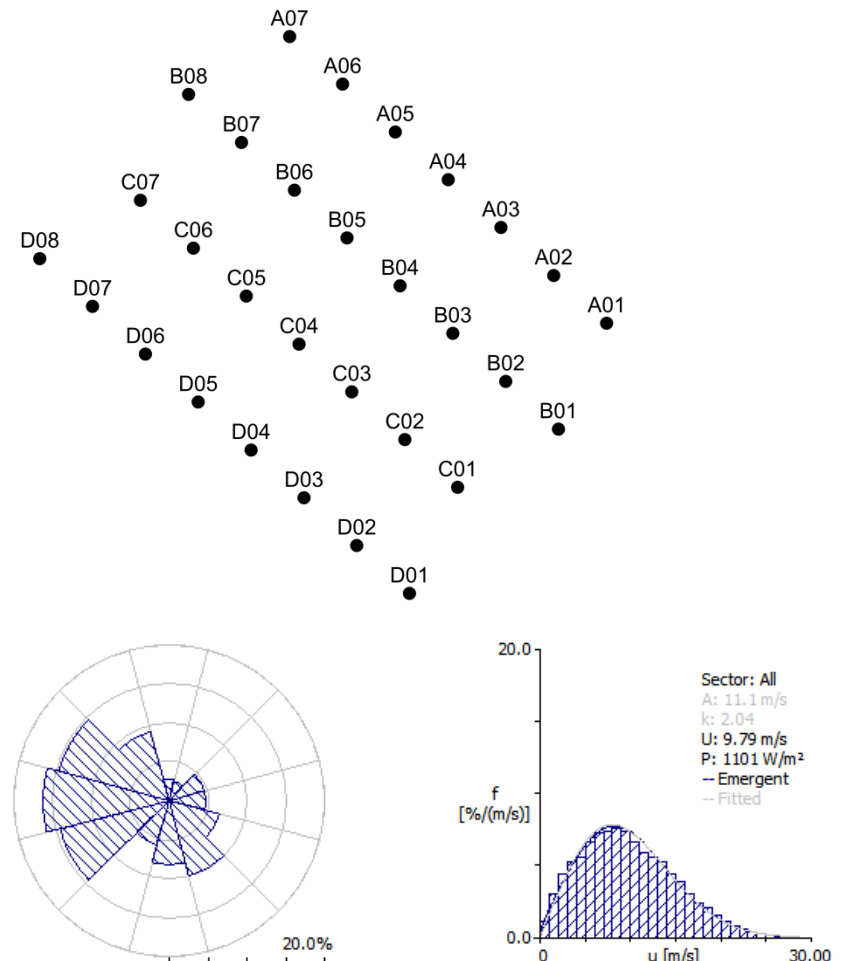 A07
A06
B08
A05
B07
A04
B06
C07
A03
B05
C06
D08
A02
B04
C05
D07
A01
B03
C04
D06
B02
C03
D05
B01
C02
D04
C01
D03
D02
D01
20.0%
20.0
Sector: All
A: 11.1 m/s
k: 2.04
U: 9.79 m/s
P: 1101 W/m²
Emergent
Fitted
f
[%/(m/s)]
0.0
0
u [m/s]
30.00